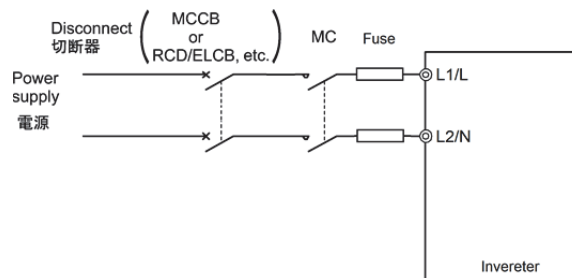 Disconnect
切断器
MCCB
or
RCD/ELCB, etc.
MC
Fuse
Power
supply
電源
L1/L
L2/N
Invereter